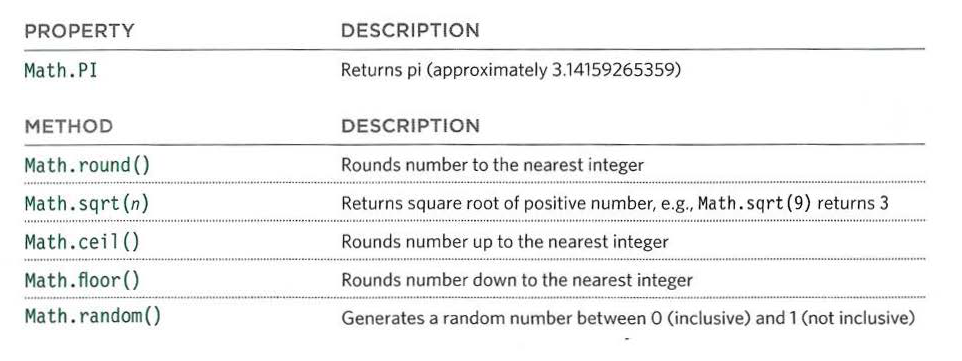 PROPERTY DESCRIPTION
Math.PI Returns pi (approximately 3.14159265359)
METHOD DESCRIPTION
Math.round() Rounds number to the nearest integer
Math.sqrt(n) Returns square root of positive number, e.g., Math.sqrt(9) returns 3
Math.ceil() Rounds number up to the nearest integer
Math.floor() Rounds number down to the nearest integer
Math.random() Generates a random number between 0 (inclusive) and 1 (not inclusive)